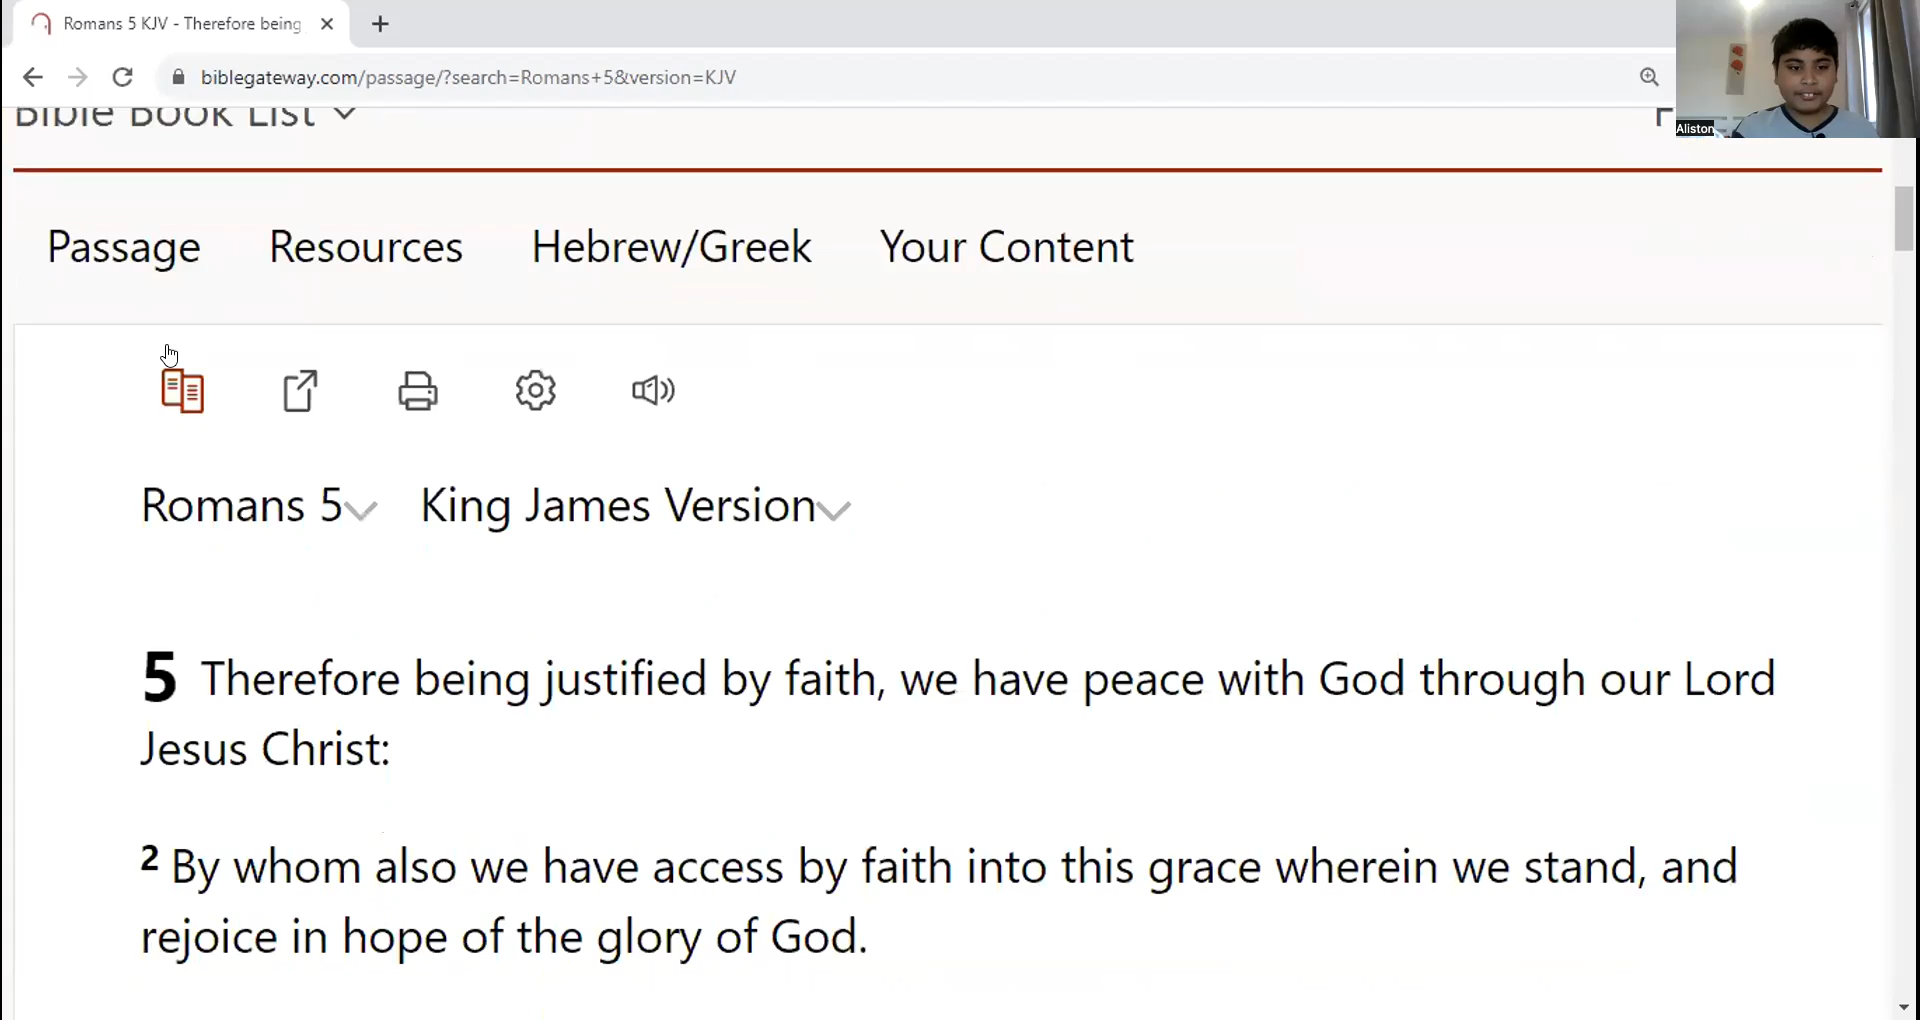 Romans 5 KJV - Therefore being
biblegateway.com/passage/?search=Romans+5&version=KJV
Bible Book List
Aliston
Passage Resources Hebrew/Greek Your Content
Romans 5 King James Version
5 Therefore being justified by faith, we have peace with God through our Lord
Jesus Christ:
2 By whom also we have access by faith into this grace wherein we stand, and
rejoice in hope of the glory of God.